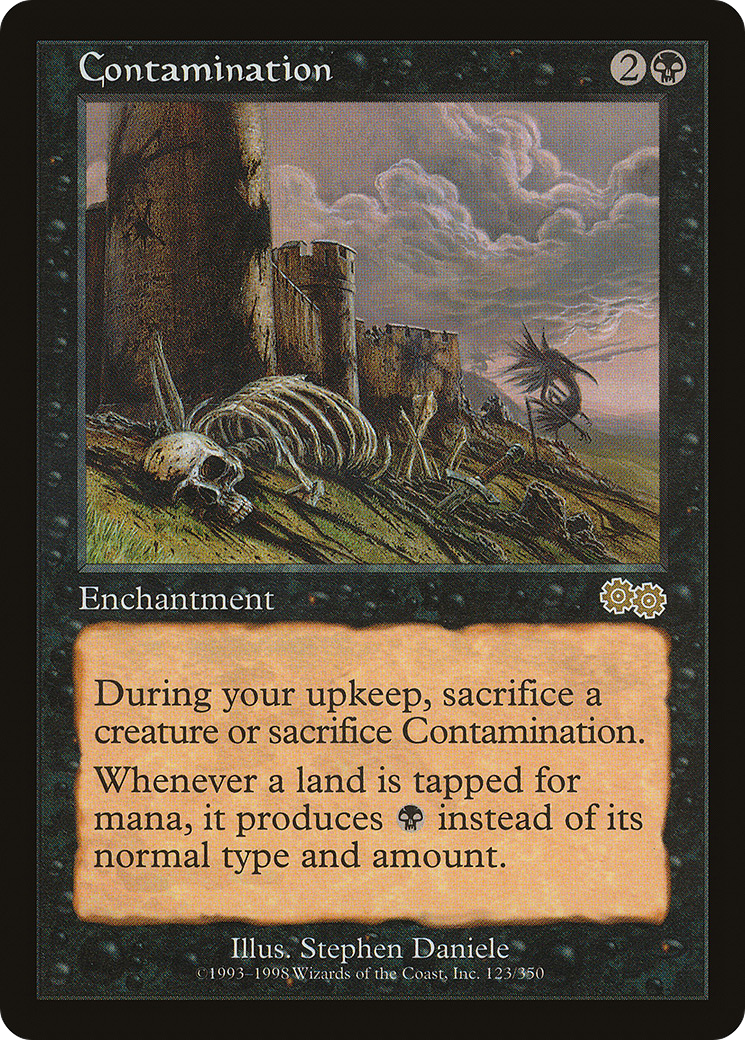 Contamination 2
Enchantment
During your upkeep, sacrifice a
creature or sacrifice Contamination.
Whenever a land is tapped for
mana, it produces instead of its
normal type and amount.
Illus. Stephen Daniele
©1993–1998 Wizards of the Coast, Inc. 123/350